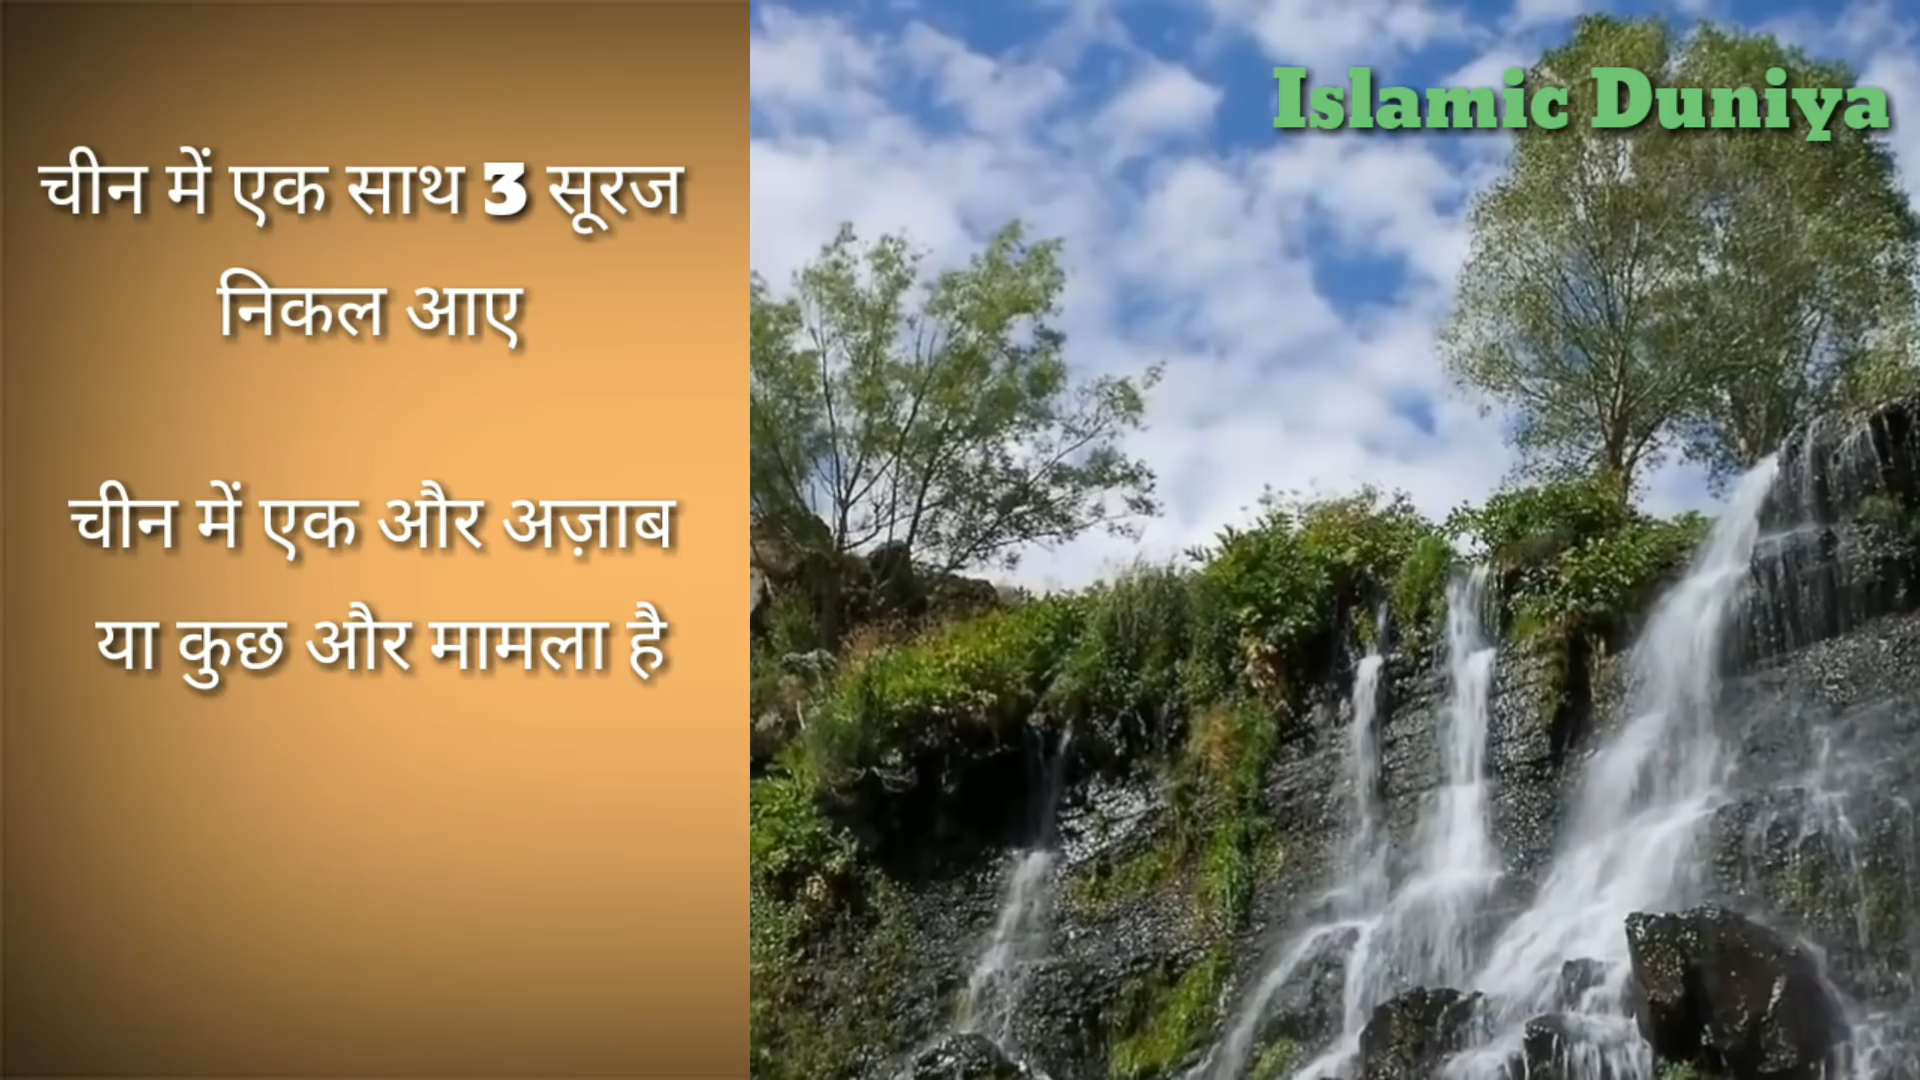 Islamic Duniya
चीन में एक साथ 3 सूरज
निकल आए
चीन में एक और अज़ाब
या कुछ और मामला है